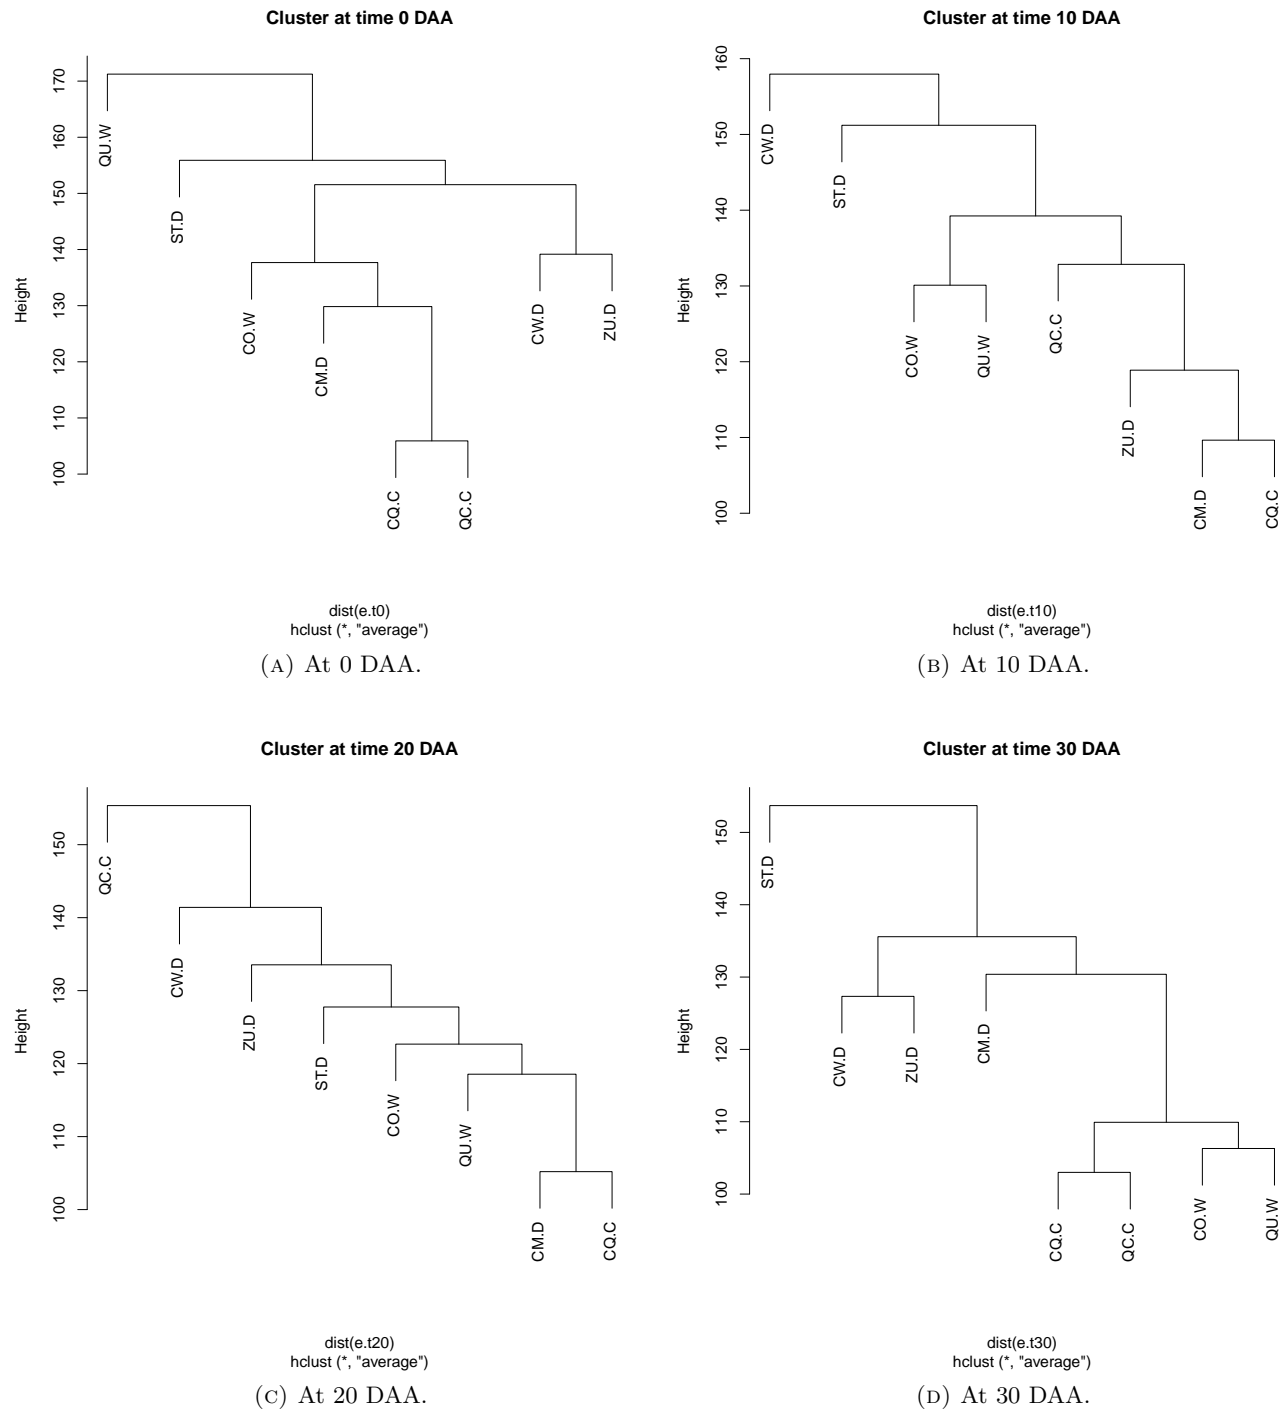 Cluster at time 0 DAA
Height
100 110 120 130 140 150 160 170
QU.W
ST.D
CO.W
CM.D
CQ.C
QC.C
CW.D
ZU.D
dist(e.t0)
hclust (*, "average")
(A) At 0 DAA.
Cluster at time 10 DAA
Height
100 110 120 130 140 150 160
CW.D
ST.D
CO.W
QU.W
QC.C
ZU.D
CM.D
CQ.C
dist(e.t10)
hclust (*, "average")
(B) At 10 DAA.
Cluster at time 20 DAA
Height
100 110 120 130 140 150
QC.C
CW.D
ZU.D
ST.D
CO.W
QU.W
CM.D
CQ.C
dist(e.t20)
hclust (*, "average")
(C) At 20 DAA.
Cluster at time 30 DAA
Height
100 110 120 130 140 150
ST.D
CW.D
ZU.D
CM.D
CQ.C
QC.C
CO.W
QU.W
dist(e.t30)
hclust (*, "average")
(D) At 30 DAA.